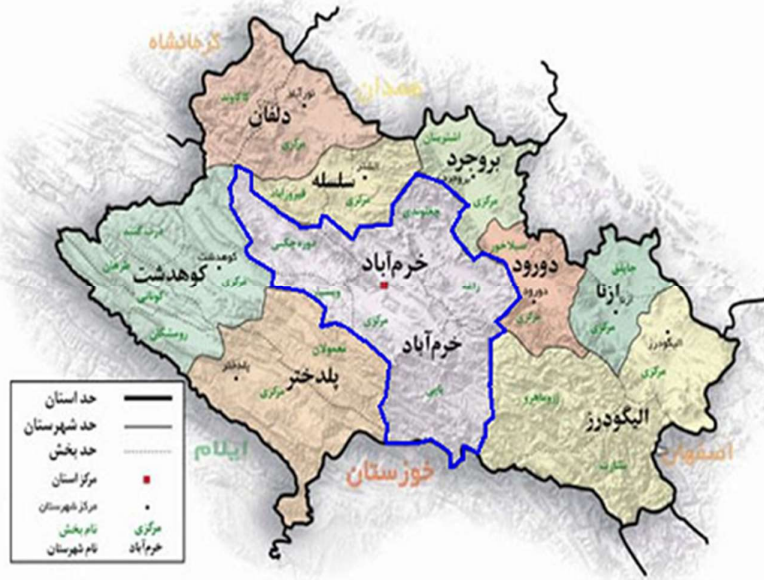 کرمانشاه
همدان
کاکاوند
نورآباد
دلفان
مرکزی
اشترینان
بروجرد
بروجرد
مرکزی
الشتر
سلسله
فیروزآباد
مرکزی
چغلوندی
درب گنبد
کوهدشت
کوهدشت
طرهان
کونانی
مرکزی
رومشکان
دوره چگنی
خرم‌آباد
ویسیان
زاغه
مرکزی
خرم‌آباد
پاپی
سیلاخور
دورود
دورود
مرکزی
جاپلق
ازنا
ازنا
مرکزی
الیگودرز
مرکزی
الیگودرز
زز و ماهرو
بشارت
معمولان
پلدختر
پلدختر
مرکزی
ایلام
خوزستان
اصفهان
حد استان
حد شهرستان
حد بخش
مرکز استان
مرکز شهرستان
نام بخش مرکزی
نام شهرستان خرم‌آباد